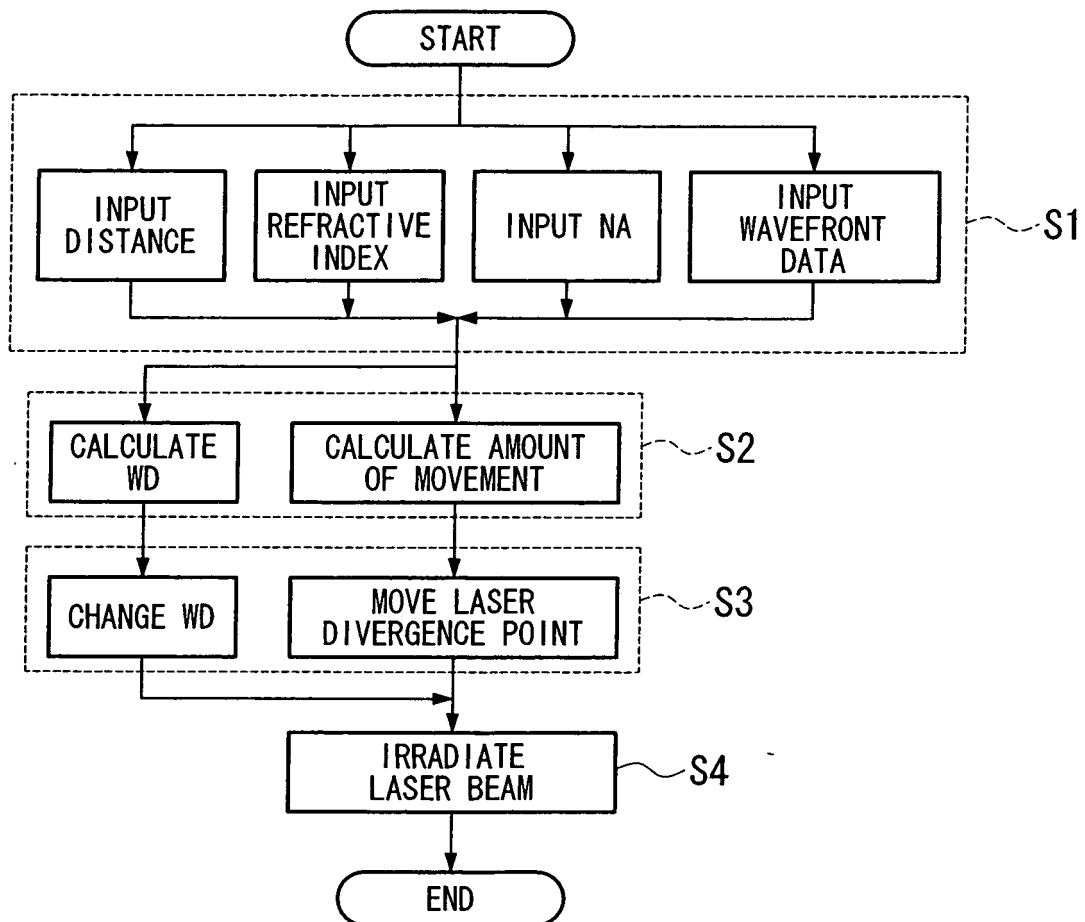 START
INPUT
DISTANCE
INPUT
REFRACTIVE
INDEX
INPUT NA
INPUT
WAVEFRONT
DATA
S1
CALCULATE
WD
CALCULATE AMOUNT
OF MOVEMENT
S2
CHANGE WD
MOVE LASER
DIVERGENCE POINT
S3
IRRADIATE
LASER BEAM
S4
END